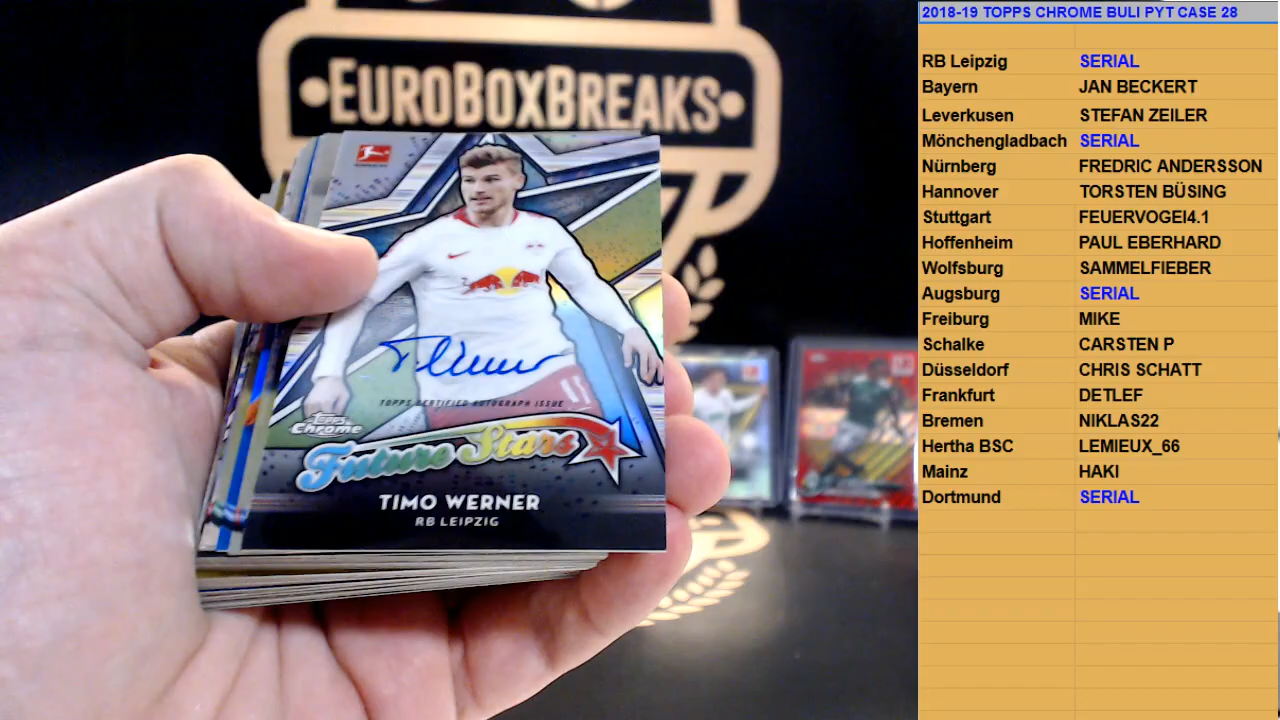 EUROBOXBREAKS
Timo Werner
TOPPS CERTIFIED AUTOGRAPH ISSUE
Topps
Chrome
Future Stars
TIMO WERNER
RB LEIPZIG
2018-19 TOPPS CHROME BULI PYT CASE 28
RB Leipzig SERIAL
Bayern JAN BECKERT
Leverkusen STEFAN ZEILER
Mönchengladbach SERIAL
Nürnberg FREDRIC ANDERSSON
Hannover TORSTEN BÜSING
Stuttgart FEUERVOGEl4.1
Hoffenheim PAUL EBERHARD
Wolfsburg SAMMELFIEBER
Augsburg SERIAL
Freiburg MIKE
Schalke CARSTEN P
Düsseldorf CHRIS SCHATT
Frankfurt DETLEF
Bremen NIKLAS22
Hertha BSC LEMIEUX_66
Mainz HAKI
Dortmund SERIAL